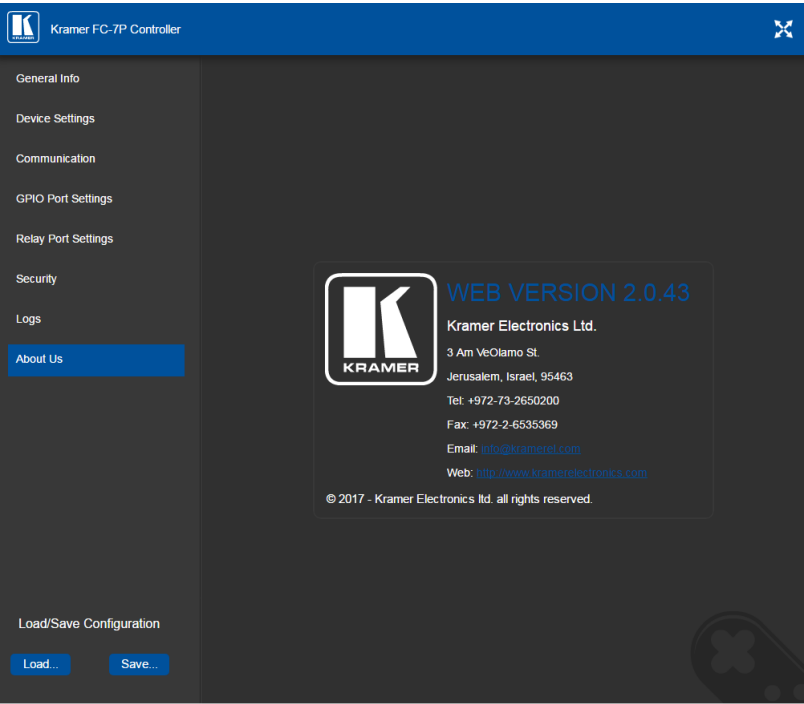 KRAMER
Kramer FC-7P Controller
General Info
Device Settings
Communication
GPIO Port Settings
Relay Port Settings
Security
Logs
About Us
KRAMER
WEB VERSION 2.0.43
Kramer Electronics Ltd.
3 Am VeOlamo St.
Jerusalem, Israel, 95463
Tel: +972-73-2650200
Fax: +972-2-6535369
Email: info@kramerel.com
Web: http://www.kramerelectronics.com
© 2017 - Kramer Electronics ltd. all rights reserved.
Load/Save Configuration
Load... Save...